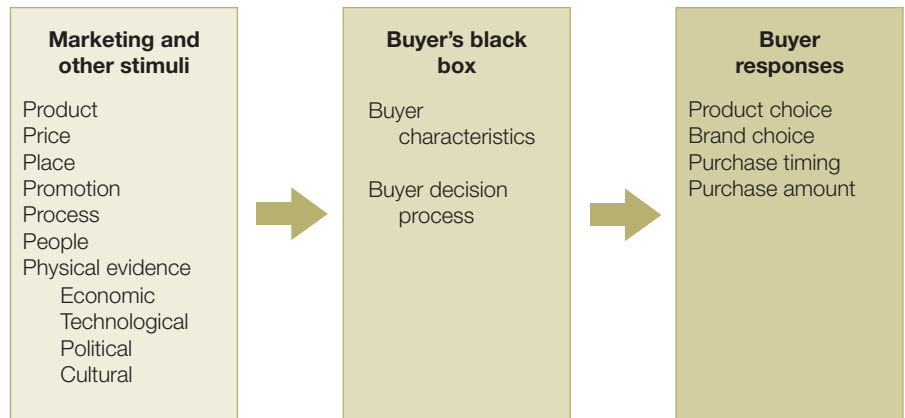 Marketing and
other stimuli
Product
Price
Place
Promotion
Process
People
Physical evidence
Economic
Technological
Political
Cultural
Buyer’s black
box
Buyer
characteristics
Buyer decision
process
Buyer
responses
Product choice
Brand choice
Purchase timing
Purchase amount